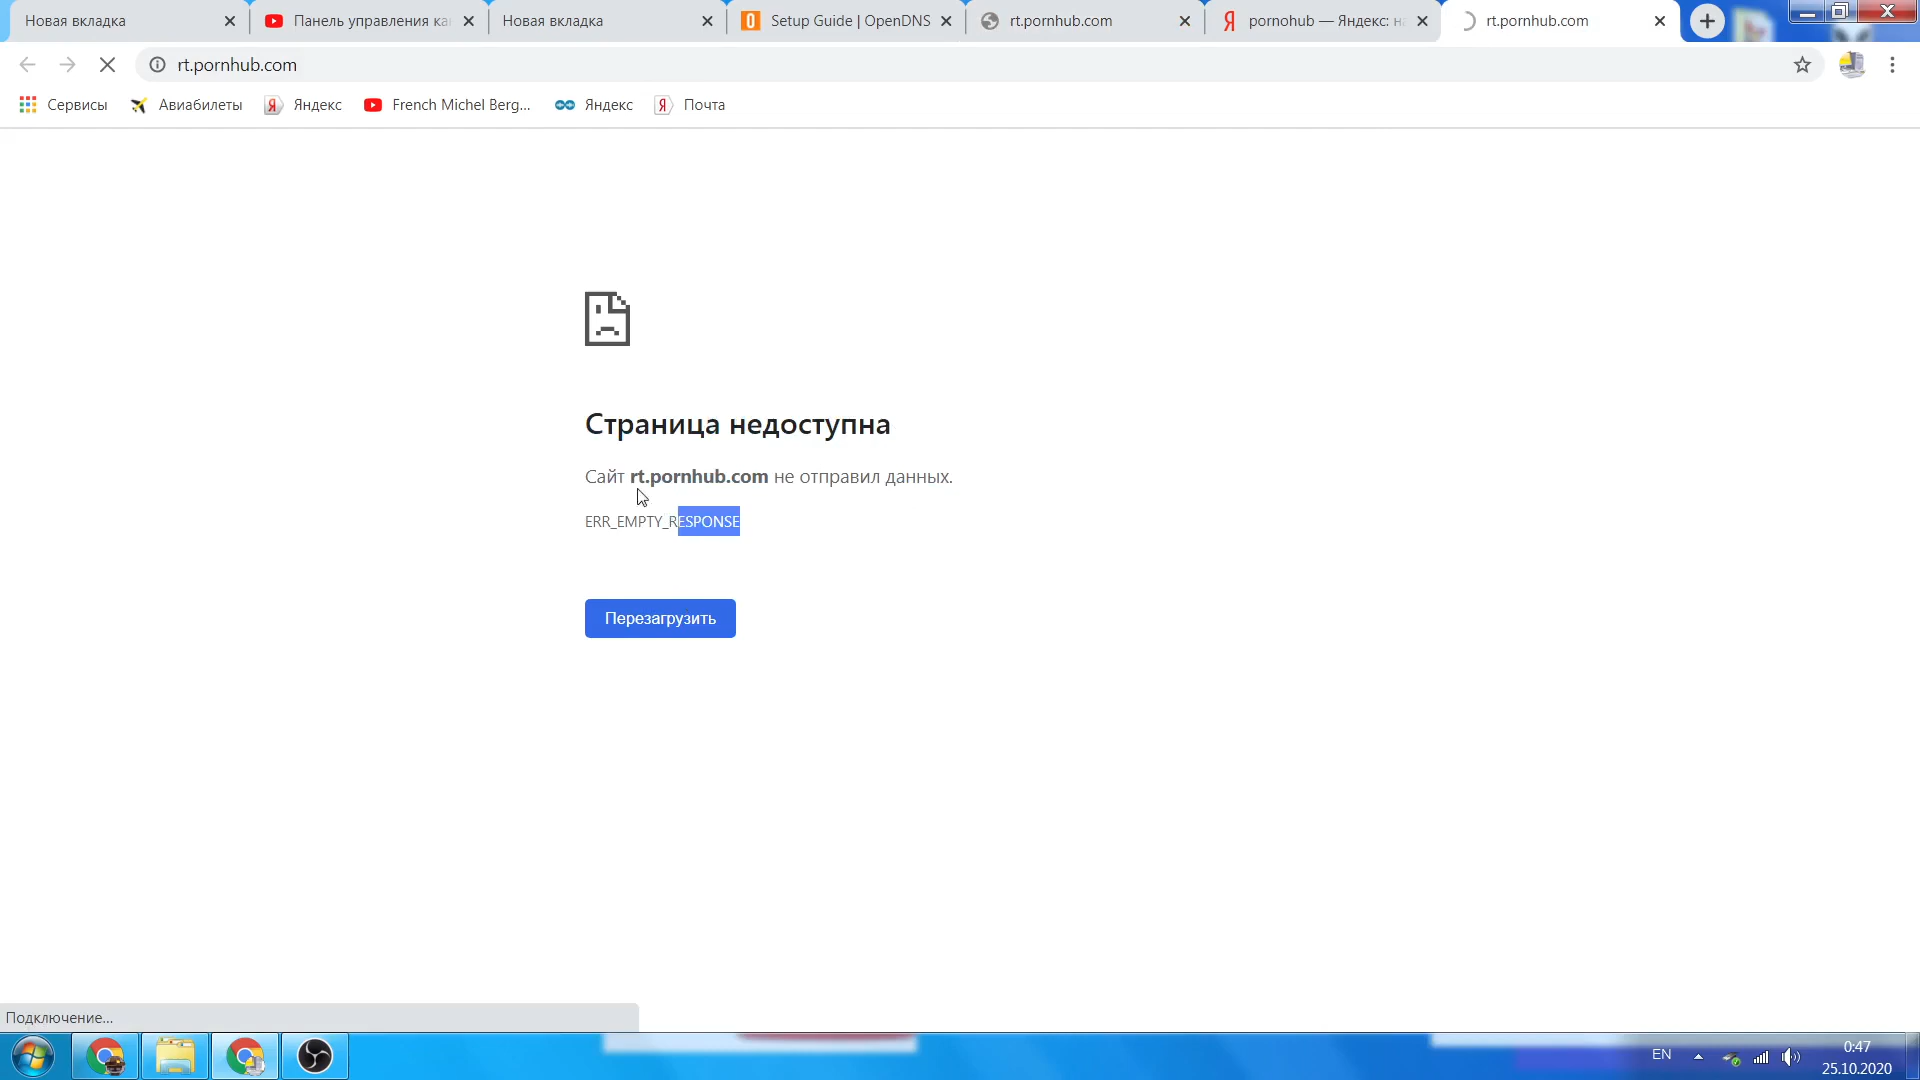 Новая вкладка
Панель управления ка
Новая вкладка
Setup Guide | OpenDNS
rt.pornhub.com
pornohub — Яндекс: на
rt.pornhub.com
rt.pornhub.com
Сервисы
Авиабилеты
Яндекс
French Michel Berg...
Яндекс
Почта
Страница недоступна
Сайт rt.pornhub.com не отправил данных.
ERR_EMPTY_RESPONSE
Перезагрузить
Подключение...
EN
0:47
25.10.2020